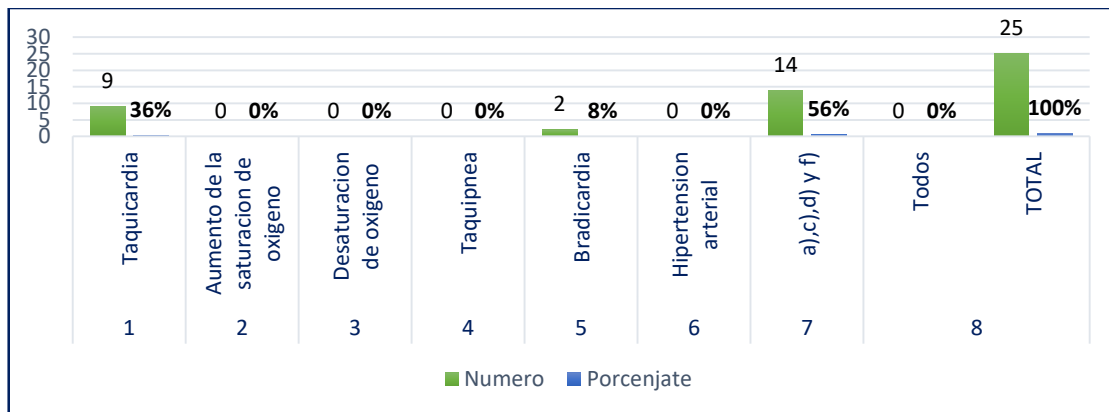 30
25
20
15
10
5
0
9
36%
0
0%
0
0%
0
0%
2
8%
0
0%
14
56%
0
0%
25
100%
Taquicardia
Aumento de la
saturacion de
oxigeno
Desaturacion
de oxigeno
Taquipnea
Bradicardia
Hipertension
arterial
a),c),d) y f)
Todos
TOTAL
1
2
3
4
5
6
7
8
Numero
Porcenjate